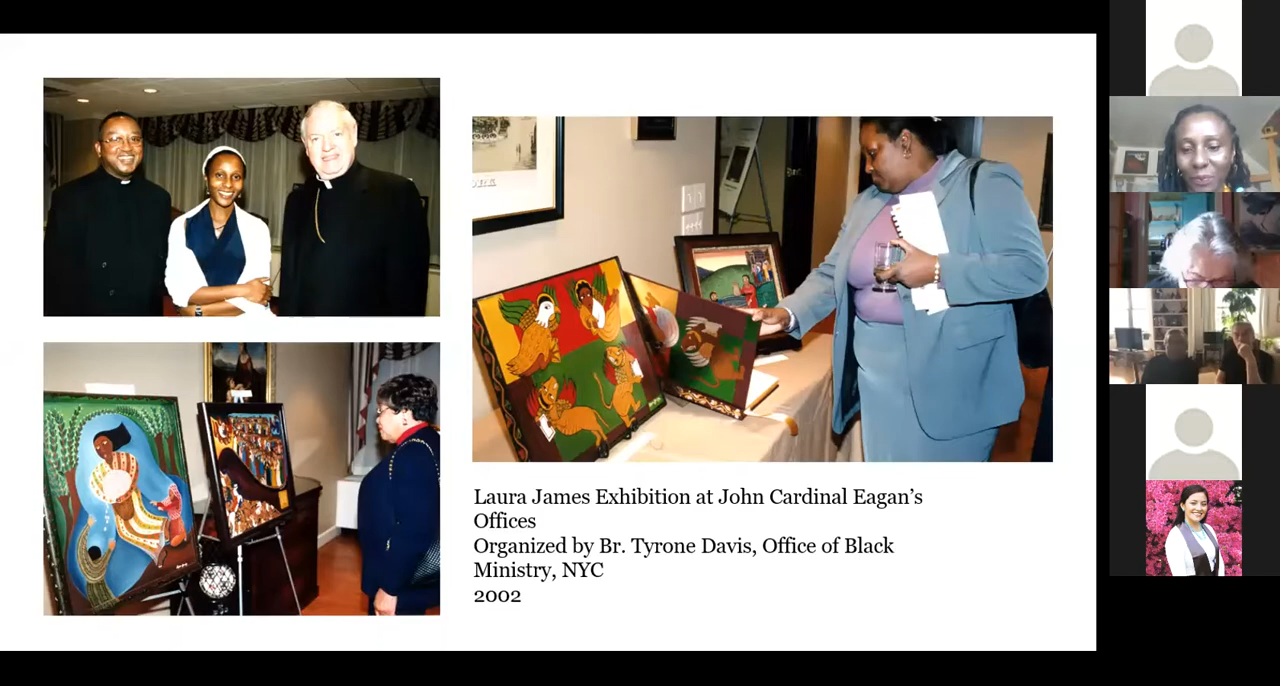 Laura James Exhibition at John Cardinal Eagan’s
Offices
Organized by Br. Tyrone Davis, Office of Black
Ministry, NYC
2002